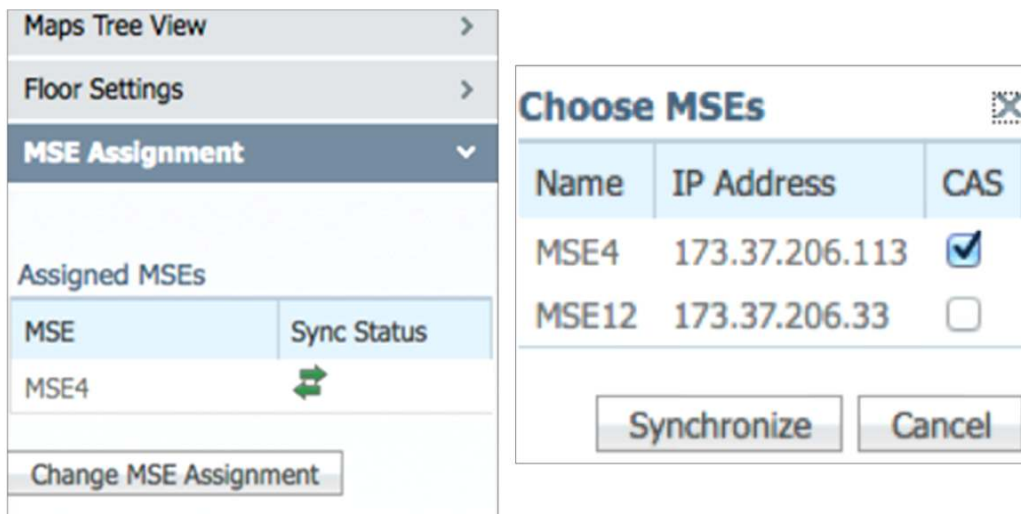 Maps Tree View
Floor Settings
MSE Assignment
Assigned MSEs
MSE Sync Status
MSE4
Change MSE Assignment
Choose MSEs
Name IP Address CAS
MSE4 173.37.206.113
MSE12 173.37.206.33
Synchronize Cancel